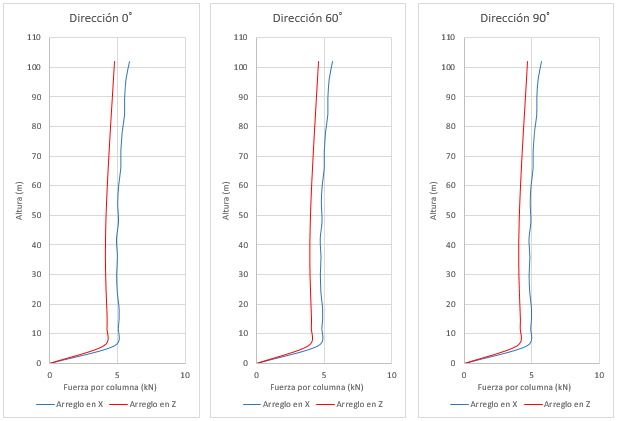 Dirección 0°
110
100
90
80
70
60
50
40
30
20
10
0
Altura (m)
0 5 10
Fuerza por columna (kN)
Arreglo en X Arreglo en Z
Dirección 60°
110
100
90
80
70
60
50
40
30
20
10
0
Altura (m)
0 5 10
Fuerza por columna (kN)
Arreglo en X Arreglo en Z
Dirección 90°
110
100
90
80
70
60
50
40
30
20
10
0
Altura (m)
0 5 10
Fuerza por columna (kN)
Arreglo en X Arreglo en Z